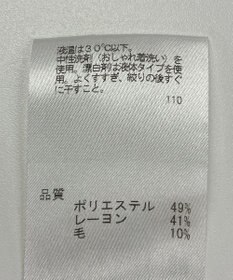 液温は30℃以下。
中性洗剤（おしゃれ着洗い）を
使用。漂白剤は液体タイプを使
用。よくすすぎ、絞りの後すぐ
に干すこと。
110
品質
ポリエステル 49%
レーヨン 41%
毛 10%